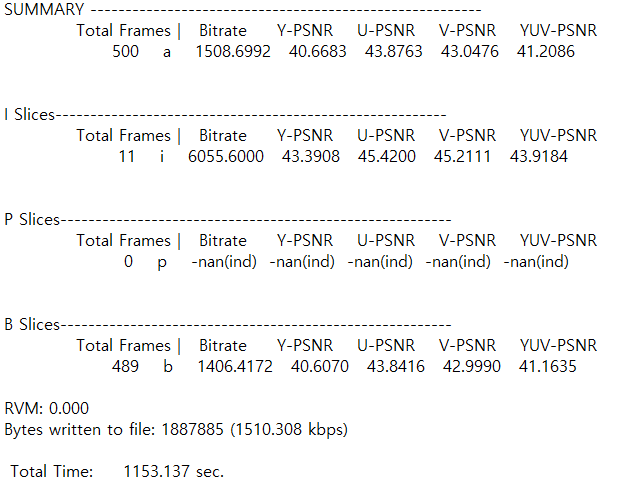 SUMMARY --------------------------------------------------------
Total Frames | Bitrate Y-PSNR U-PSNR V-PSNR YUV-PSNR
500 a 1508.6992 40.6683 43.8763 43.0476 41.2086
I Slices--------------------------------------------------------
Total Frames | Bitrate Y-PSNR U-PSNR V-PSNR YUV-PSNR
11 i 6055.6000 43.3908 45.4200 45.2111 43.9184
P Slices--------------------------------------------------------
Total Frames | Bitrate Y-PSNR U-PSNR V-PSNR YUV-PSNR
0 p -nan(ind) -nan(ind) -nan(ind) -nan(ind) -nan(ind)
B Slices--------------------------------------------------------
Total Frames | Bitrate Y-PSNR U-PSNR V-PSNR YUV-PSNR
489 b 1406.4172 40.6070 43.8416 42.9990 41.1635
RVM: 0.000
Bytes written to file: 1887885 (1510.308 kbps)
Total Time: 1153.137 sec.